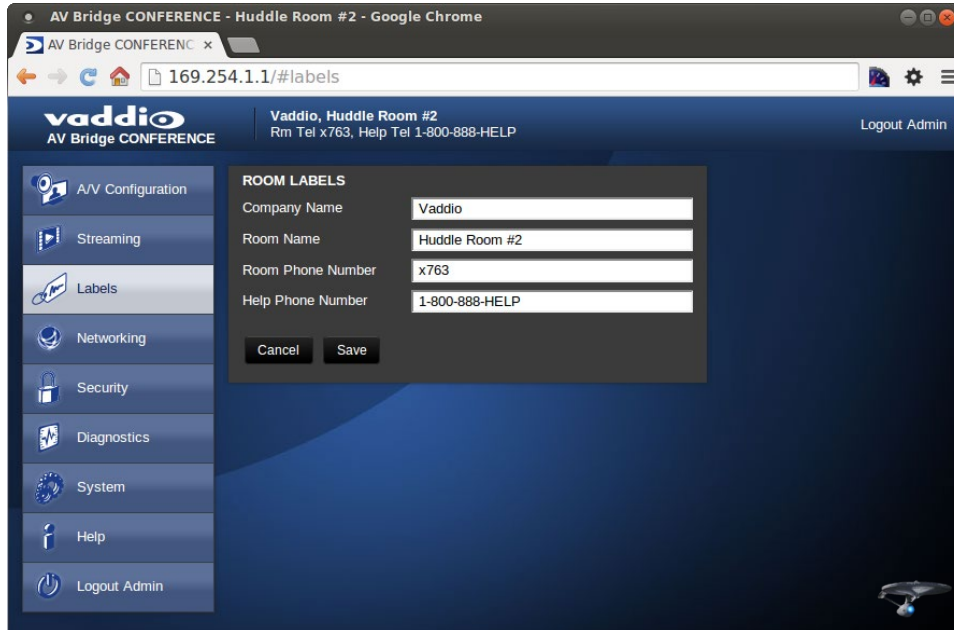 AV Bridge CONFERENCE - Huddle Room #2 - Google Chrome
AV Bridge CONFERENC
169.254.1.1/#labels
vaddio
AV Bridge CONFERENCE
Vaddio, Huddle Room #2
Rm Tel x763, Help Tel 1-800-888-HELP
Logout Admin
A/V Configuration
Streaming
Labels
Networking
Security
Diagnostics
System
Help
Logout Admin
ROOM LABELS
Company Name Vaddio
Room Name Huddle Room #2
Room Phone Number x763
Help Phone Number 1-800-888-HELP
Cancel Save